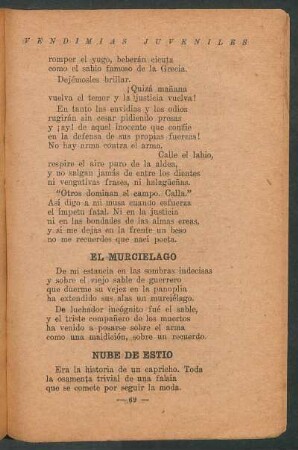 VENDIMIAS JUVENILES
romper el yugo, beberán cicuta
como el sabio famoso de la Grecia.
Dejémosles brillar.
¡Quizá mañana
vuelva el temor y la justicia vuelva!
En tanto las envidias y los odios
rugirán sin cesar pidiendo presas
y ¡ay! de aquel inocente que confíe
en la defensa de sus propias fuerzas!
No hay arma contra el arma.
Calle el labio,
respire el aire puro de la aldea,
y no salgan jamás de entre los dientes
ni vengativas frases, ni halagüeñas.
"Otros dominan el campo. Calla."
Así digo a mi musa cuando esfuerza
el ímpetu fatal. Ni en la justicia
ni en las bondades de las almas creas,
y si me dejas en la frente un beso
no me recuerdes que nací poeta.
EL MURCIELAGO
De mi estancia en las sombras indecisas
y sobre el viejo sable de guerrero
que duerme su vejez en la panoplia
ha extendido sus alas un murciélago.
De luchador incógnito fué el sable,
y el triste compañero de los muertos
ha venido a posarse sobre el arma
como una maldición, sobre un recuerdo.
NUBE DE ESTIO
Era la historia de un capricho. Toda
la osamenta trivial de una falsía
que se comete por seguir la moda.
— 69 —